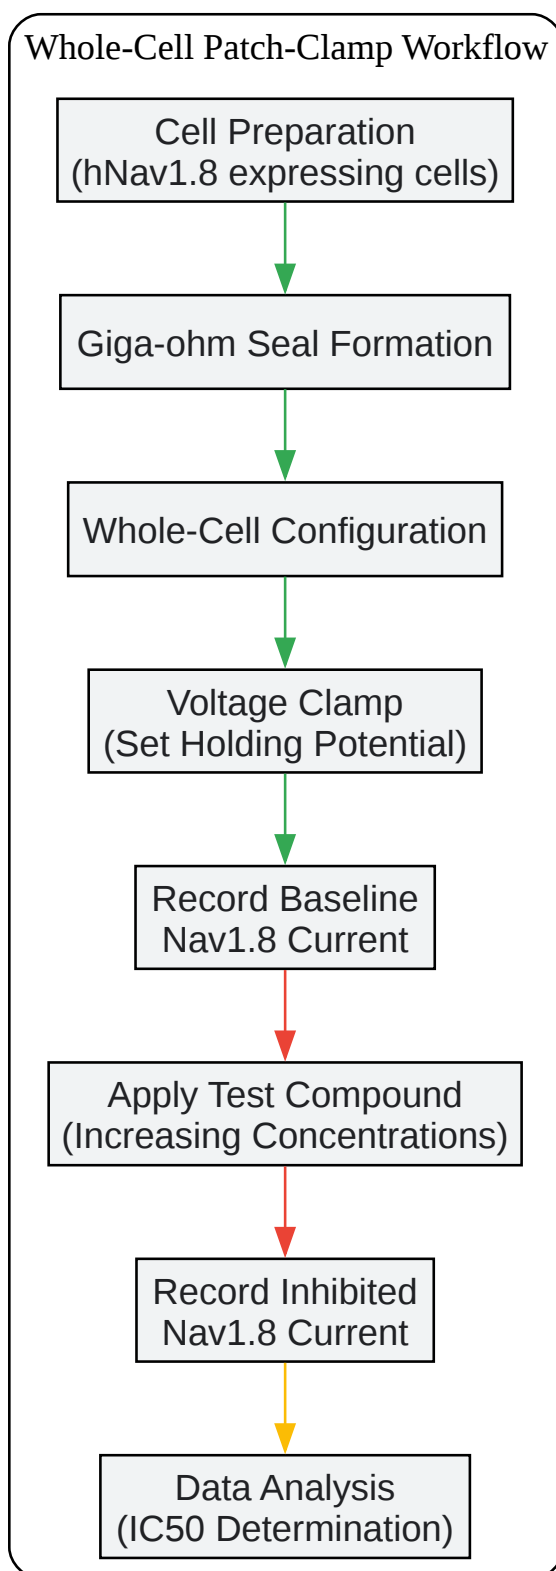 Whole-Cell Patch-Clamp Workflow
Cell Preparation
(hNav1.8 expressing cells)
Giga-ohm Seal Formation
Whole-Cell Configuration
Voltage Clamp
(Set Holding Potential)
Record Baseline
Nav1.8 Current
Apply Test Compound
(Increasing Concentrations)
Record Inhibited
Nav1.8 Current
Data Analysis
(IC50 Determination)